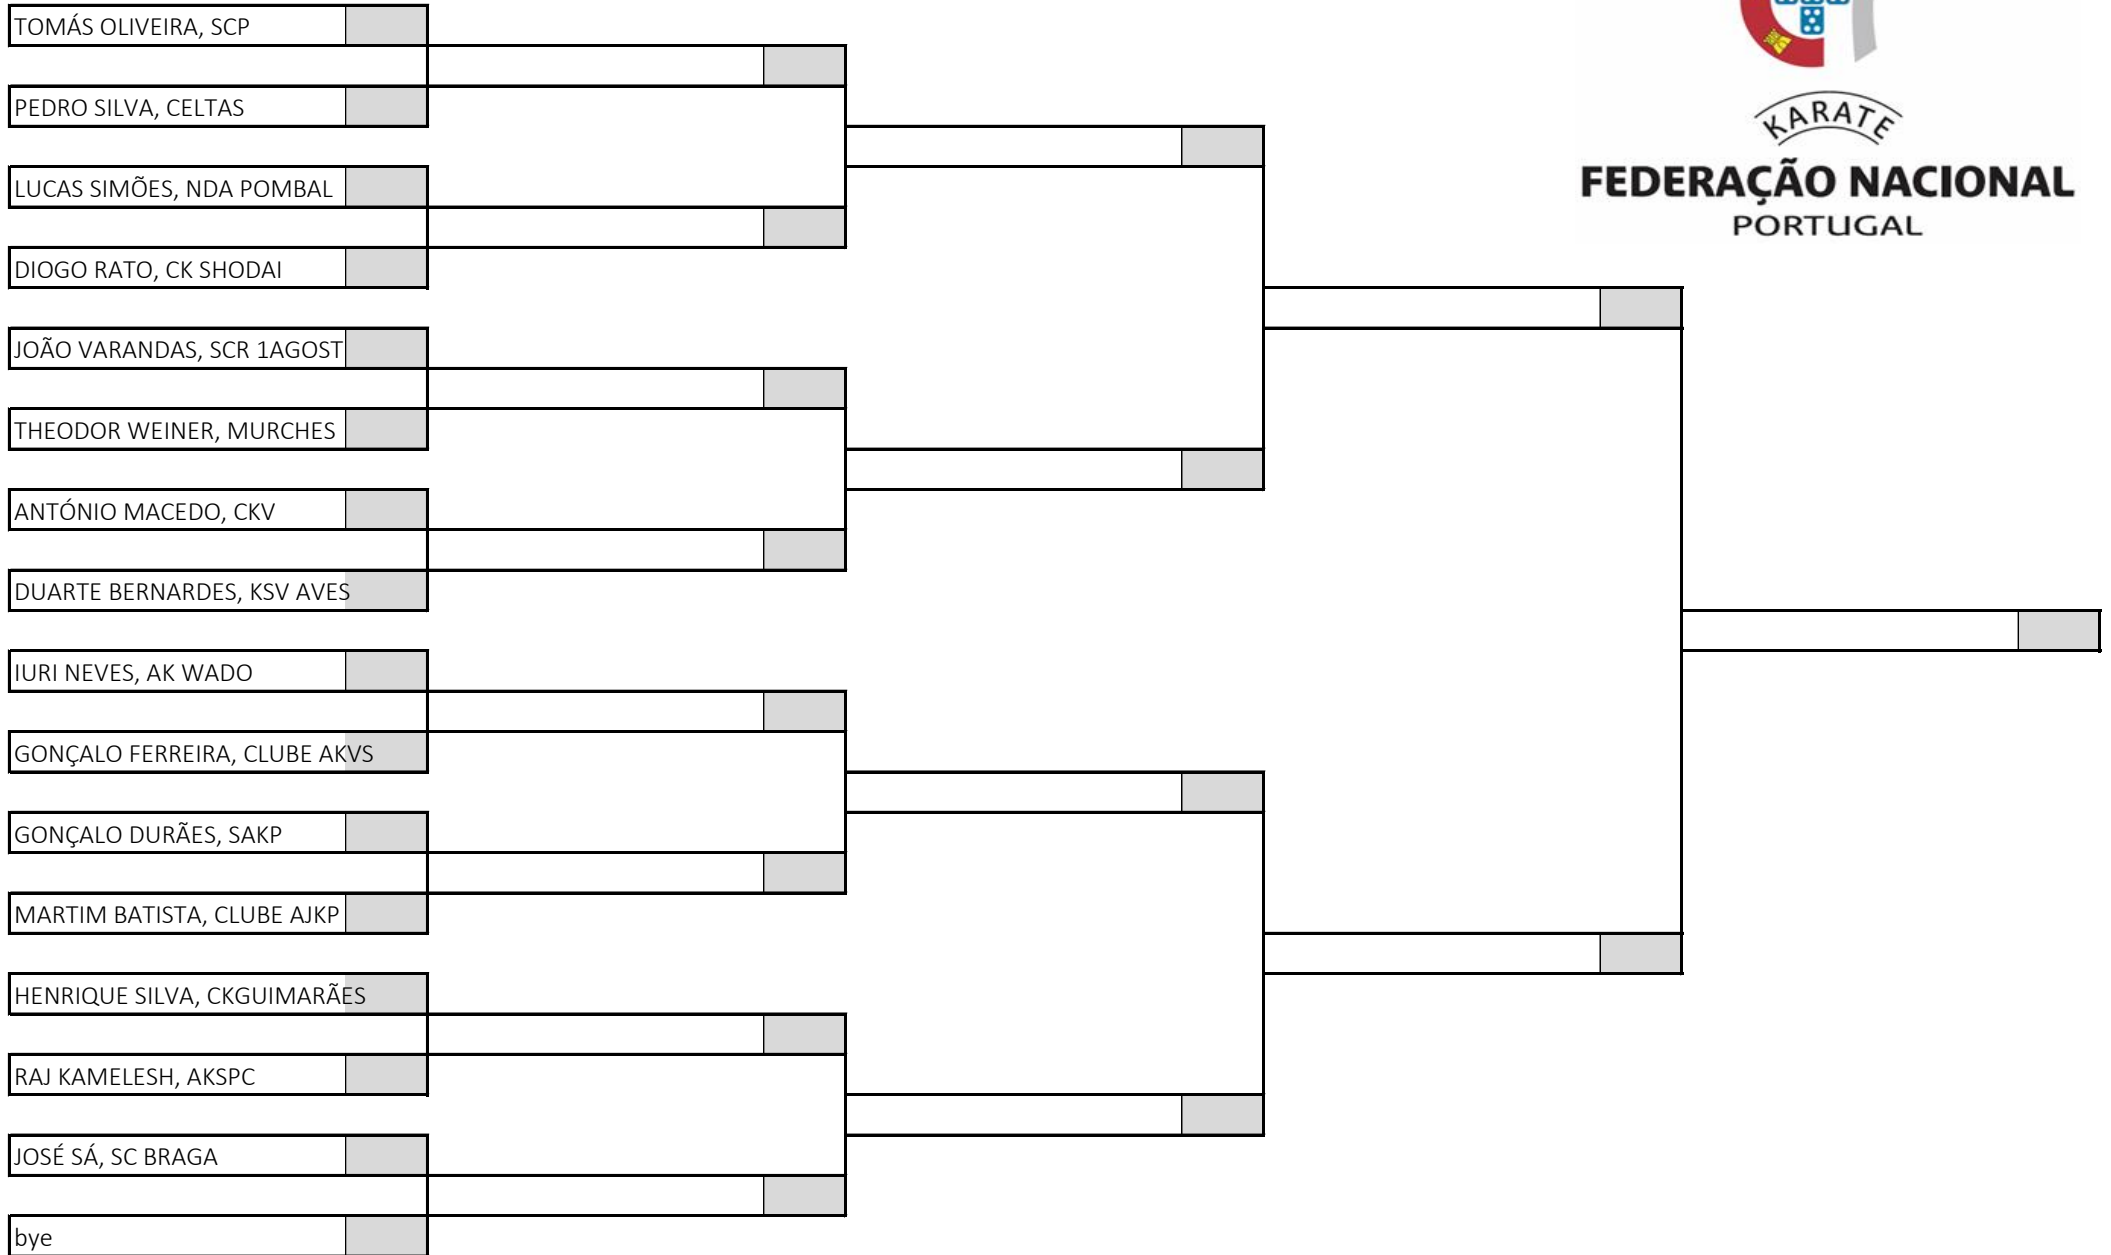 TOMÁS OLIVEIRA, SCP
PEDRO SILVA, CELTAS
LUCAS SIMÕES, NDA POMBAL
DIOGO RATO, CK SHODAI
JOÃO VARANDAS, SCR 1AGOST
THEODOR WEINER, MURCHES
ANTÓNIO MACEDO, CKV
DUARTE BERNARDES, KSV AVES
IURI NEVES, AK WADO
GONÇALO FERREIRA, CLUBE AKVS
GONÇALO DURÃES, SAKP
MARTIM BATISTA, CLUBE AJKP
HENRIQUE SILVA, CKGUIMARÃES
RAJ KAMELESH, AKSPC
JOSÉ SÁ, SC BRAGA
bye
KARATE
FEDERAÇÃO NACIONAL
PORTUGAL